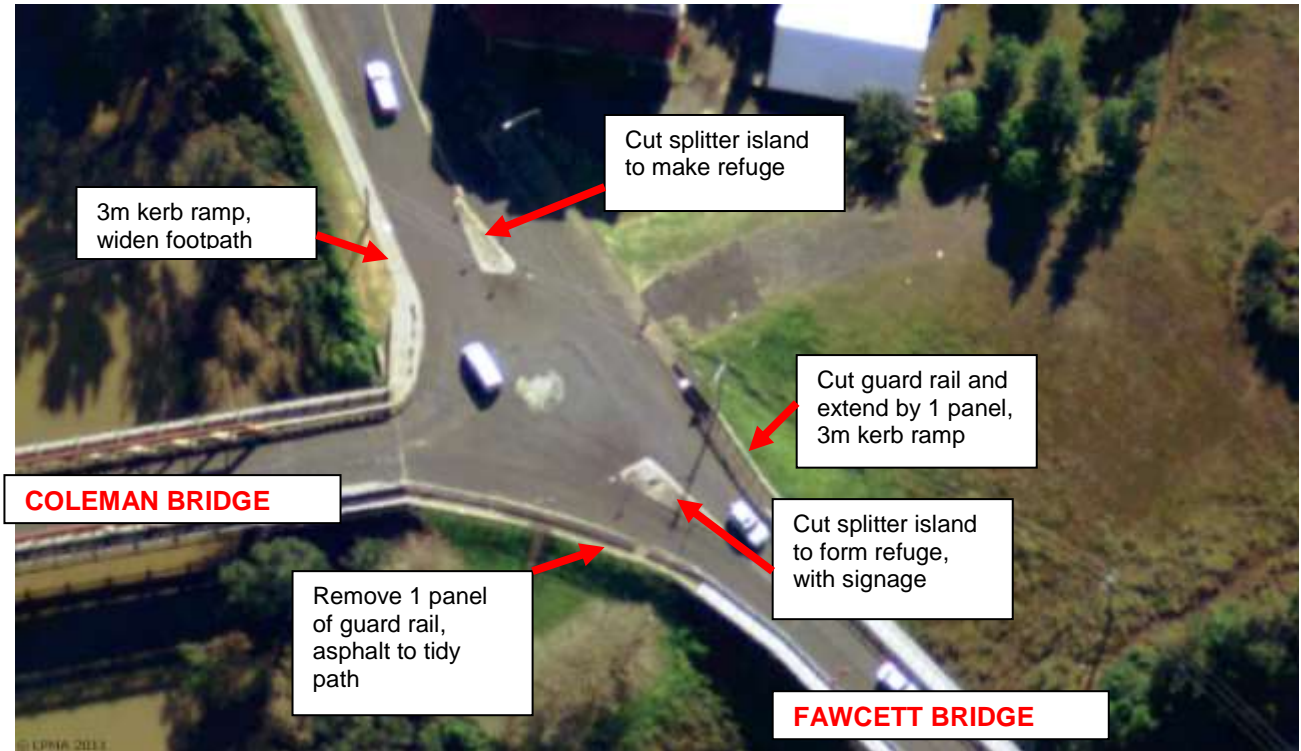 Cut splitter island
to make refuge
3m kerb ramp,
widen footpath
Cut guard rail and
extend by 1 panel,
3m kerb ramp
COLEMAN BRIDGE
Cut splitter island
to form refuge,
with signage
Remove 1 panel
of guard rail,
asphalt to tidy
path
FAWCETT BRIDGE